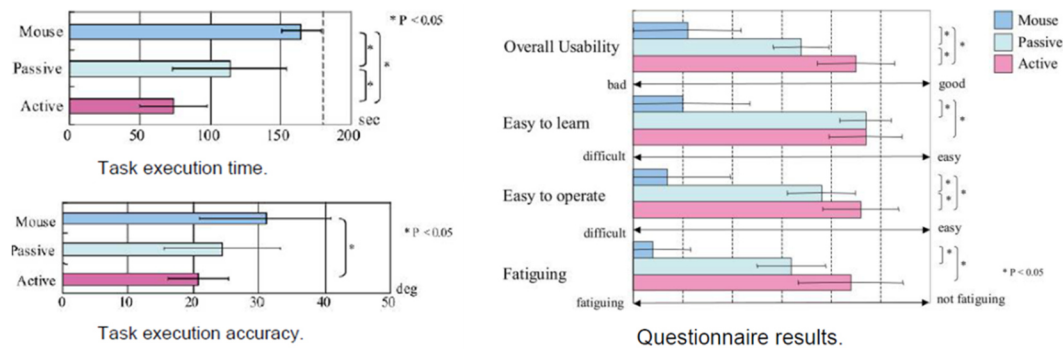 * P < 0.05
Mouse
*
Passive
*
*
Active
0 50 100 150 200
sec
Task execution time.
Mouse
* P < 0.05
Passive
*
Active
0 10 20 30 40 50
deg
Task execution accuracy.
Mouse
Passive
Active
Overall Usability
* * *
bad good
Easy to learn
* *
difficult easy
Easy to operate
* * *
difficult easy
Fatiguing
* *
* P < 0.05
fatiguing not fatiguing
Questionnaire results.